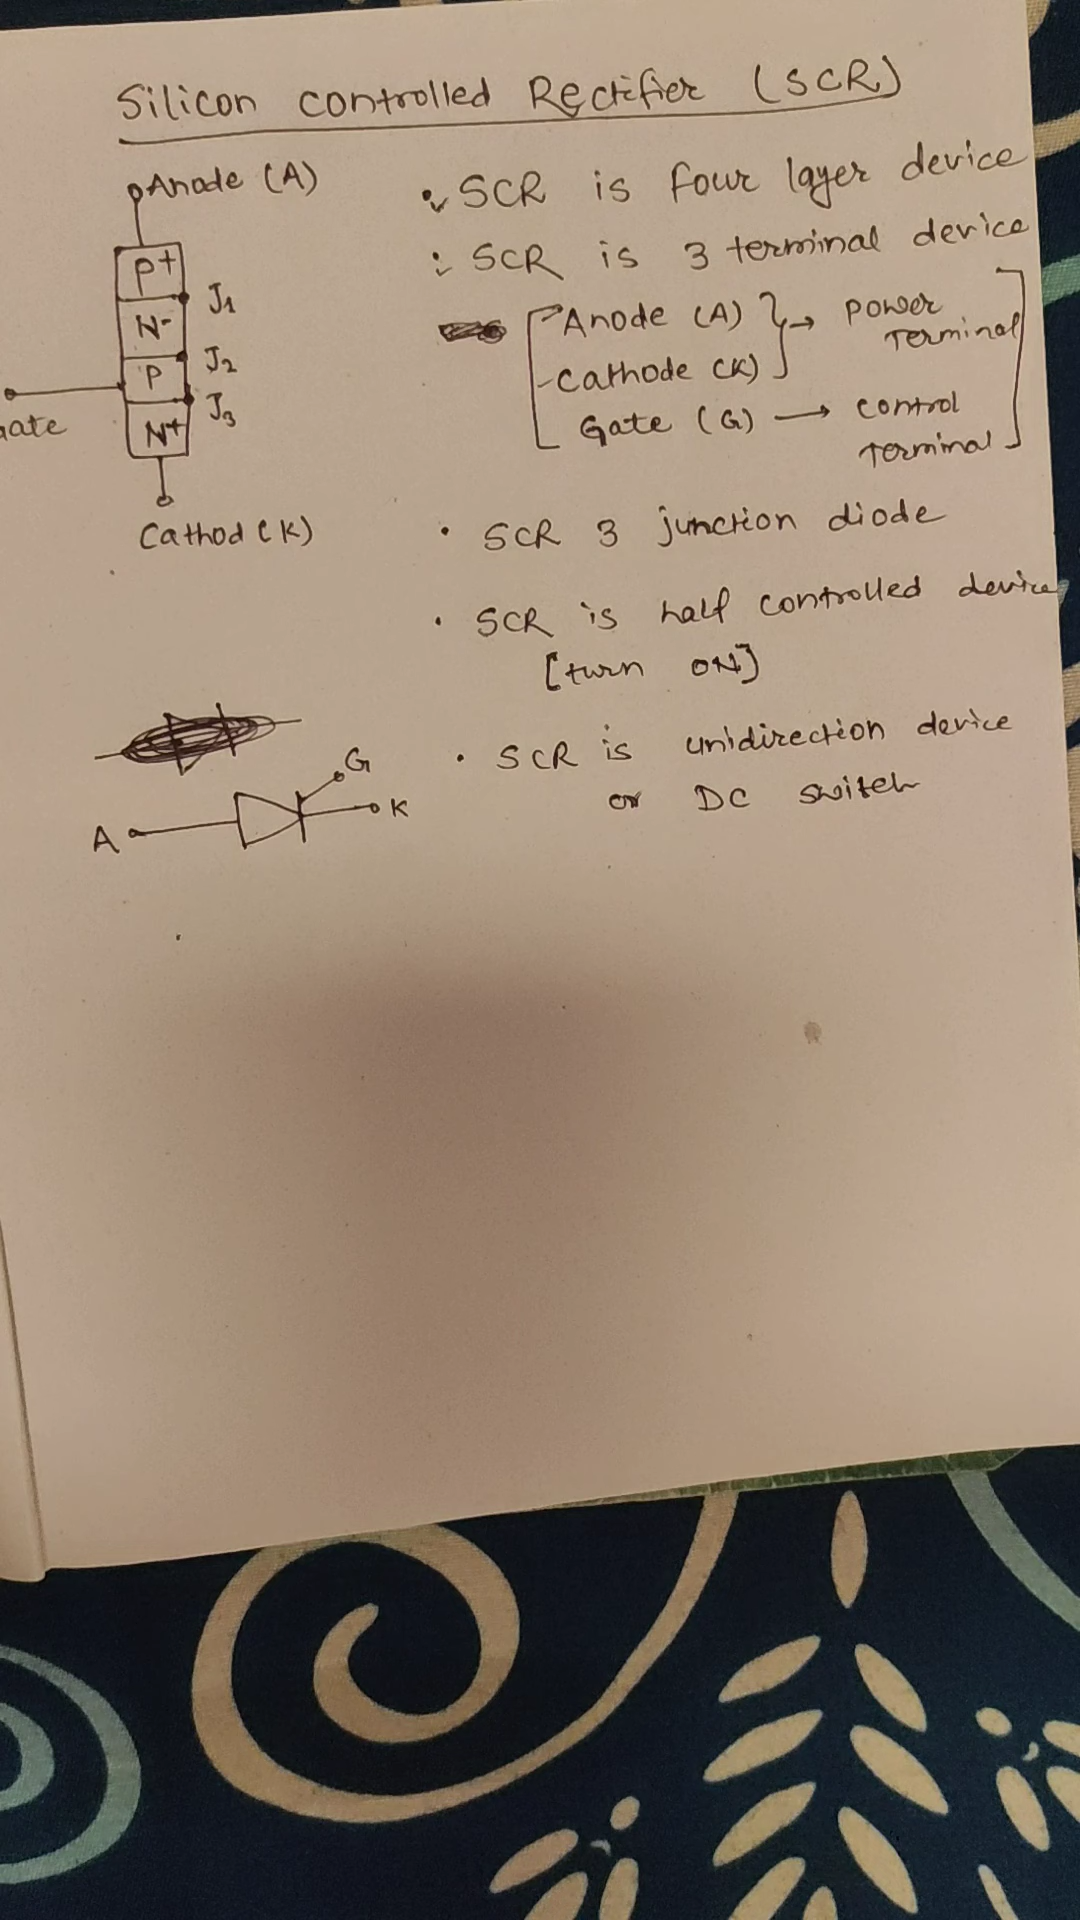 Silicon controlled Rectifier (SCR)
Anode (A)
P+
J1
N-
J2
P
J3
N+
Gate
Cathod (K)
SCR is four layer device
SCR is 3 terminal device
Anode (A) → power terminal
Cathode (K)
Gate (G) → control terminal
• SCR 3 junction diode
• SCR is half controlled device
[turn ON]
• SCR is unidirection device
or DC switch
G
A K